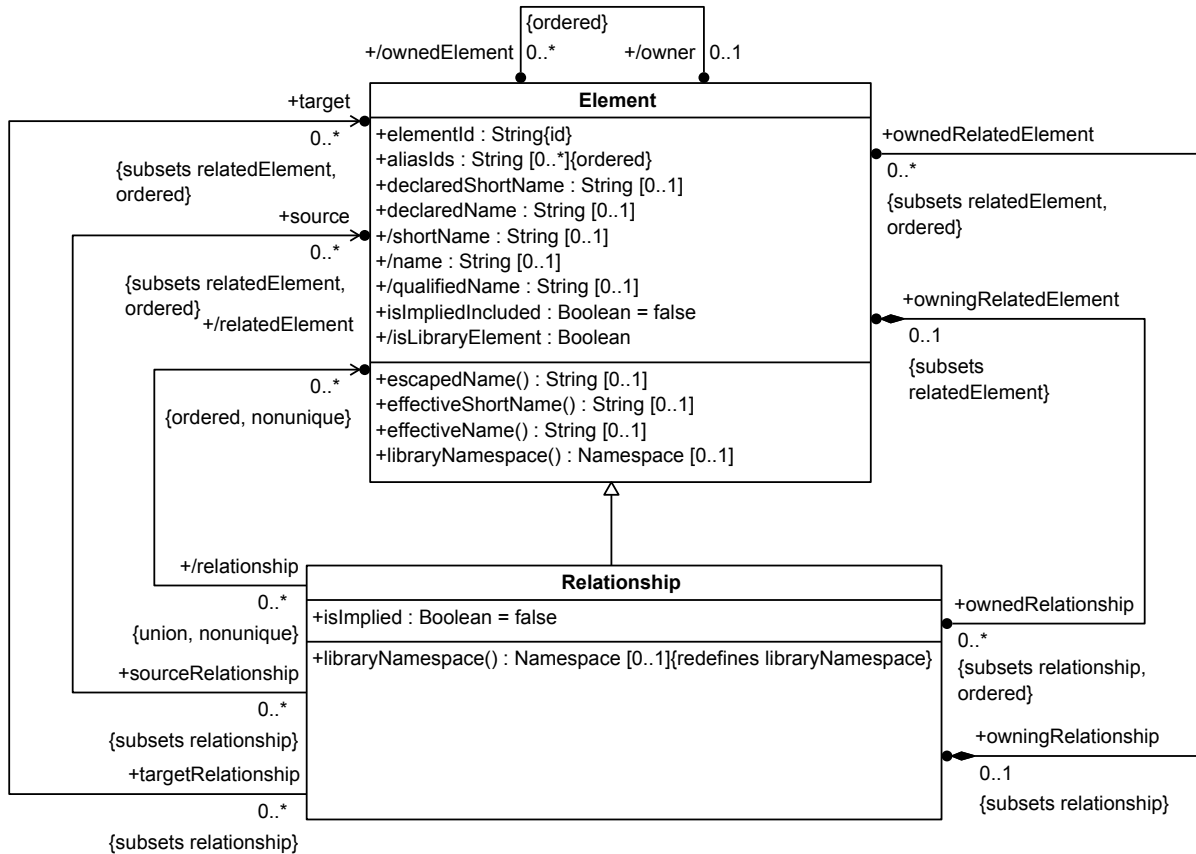 {ordered}
+/ownedElement 0..* +/owner 0..1
Element
+target
0..*
{subsets relatedElement,
ordered}
+source
0..*
{subsets relatedElement,
ordered}
+/relatedElement
0..*
{ordered, nonunique}
+elementId : String{id}
+aliasIds : String [0..*]{ordered}
+declaredShortName : String [0..1]
+declaredName : String [0..1]
+/shortName : String [0..1]
+/name : String [0..1]
+/qualifiedName : String [0..1]
+isImpliedIncluded : Boolean = false
+/isLibraryElement : Boolean
+escapedName() : String [0..1]
+effectiveShortName() : String [0..1]
+effectiveName() : String [0..1]
+libraryNamespace() : Namespace [0..1]
+ownedRelatedElement
0..*
{subsets relatedElement,
ordered}
+owningRelatedElement
0..1
{subsets
relatedElement}
+/relationship
0..*
{union, nonunique}
+sourceRelationship
0..*
{subsets relationship}
+targetRelationship
0..*
{subsets relationship}
Relationship
+isImplied : Boolean = false
+libraryNamespace() : Namespace [0..1]{redefines libraryNamespace}
+ownedRelationship
0..*
{subsets relationship,
ordered}
+owningRelationship
0..1
{subsets relationship}